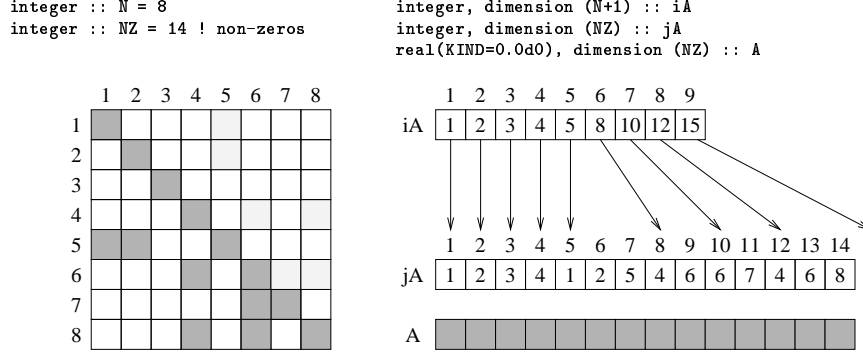 integer :: N = 8
integer :: NZ = 14 ! non-zeros
integer, dimension (N+1) :: iA
integer, dimension (NZ) :: jA
real(KIND=0.0d0), dimension (NZ) :: A
1 2 3 4 5 6 7 8
1
2
3
4
5
6
7
8
1 2 3 4 5 6 7 8 9
iA 1 2 3 4 5 8 10 12 15
1 2 3 4 5 6 7 8 9 10 11 12 13 14
jA 1 2 3 4 1 2 5 4 6 6 7 4 6 8
A